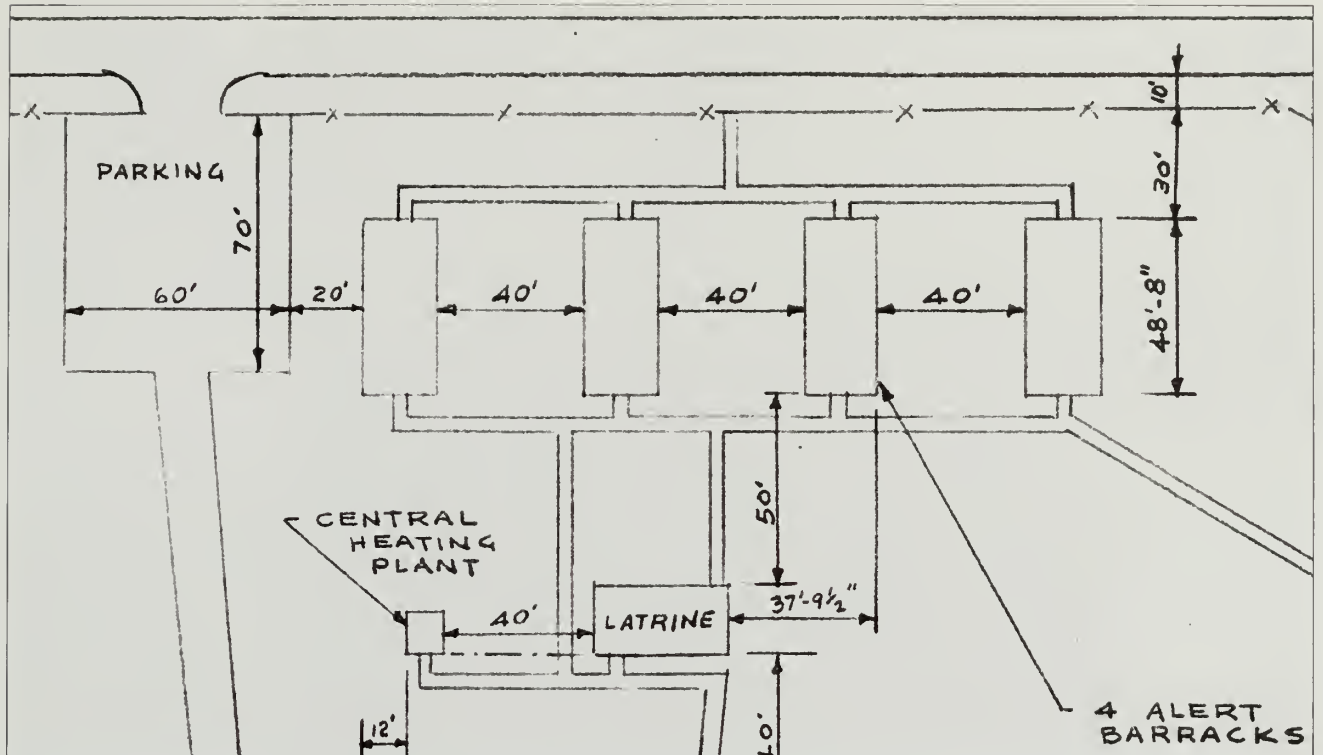 10'
PARKING
30'
70'
60'
20'
40'
40'
40'
48'-8"
50'
CENTRAL
HEATING
PLANT
40'
LATRINE
37'-9½"
4 ALERT
BARRACKS
12'